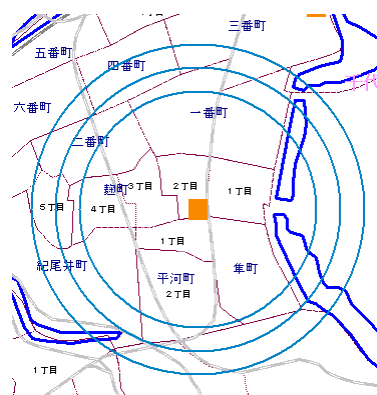 三番町
五番町
四番町
六番町
一番町
二番町
麹町
3丁目
2丁目
1丁目
5丁目
4丁目
1丁目
紀尾井町
隼町
平河町
2丁目
1丁目